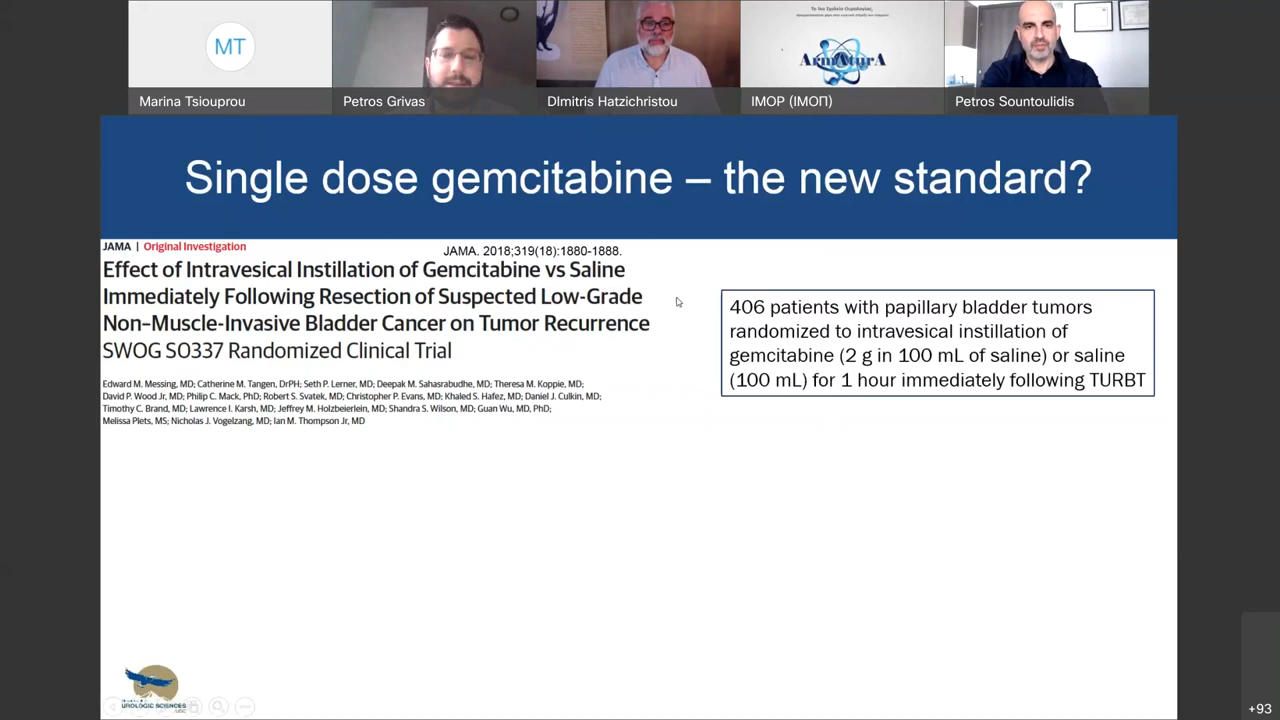 MT
Marina Tsiouprou
Petros Grivas
DImitris Hatzichristou
Το 1ко Σχολείο Ουρολογίας,
ArmAturA
IMOP (ΙΜΟΠ)
Petros Sountoulidis
Single dose gemcitabine – the new standard?
JAMA | Original Investigation
JAMA. 2018;319(18):1880-1888.
Effect of Intravesical Instillation of Gemcitabine vs Saline
Immediately Following Resection of Suspected Low-Grade
Non–Muscle-Invasive Bladder Cancer on Tumor Recurrence
SWOG S0337 Randomized Clinical Trial
Edward M. Messing, MD; Catherine M. Tangen, DrPH; Seth P. Lerner, MD; Deepak M. Sahasrabudhe, MD; Theresa M. Koppie, MD;
David P. Wood Jr, MD; Philip C. Mack, PhD; Robert S. Svatek, MD; Christopher P. Evans, MD; Khaled S. Hafez, MD; Daniel J. Culkin, MD;
Timothy C. Brand, MD; Lawrence I. Karsh, MD; Jeffrey M. Holzbeierlein, MD; Shandra S. Wilson, MD; Guan Wu, MD, PhD;
Melissa Plets, MS; Nicholas J. Vogelzang, MD; Ian M. Thompson Jr, MD
406 patients with papillary bladder tumors
randomized to intravesical instillation of
gemcitabine (2 g in 100 mL of saline) or saline
(100 mL) for 1 hour immediately following TURBT
UROLOGIC SCIENCES
UBC
+93